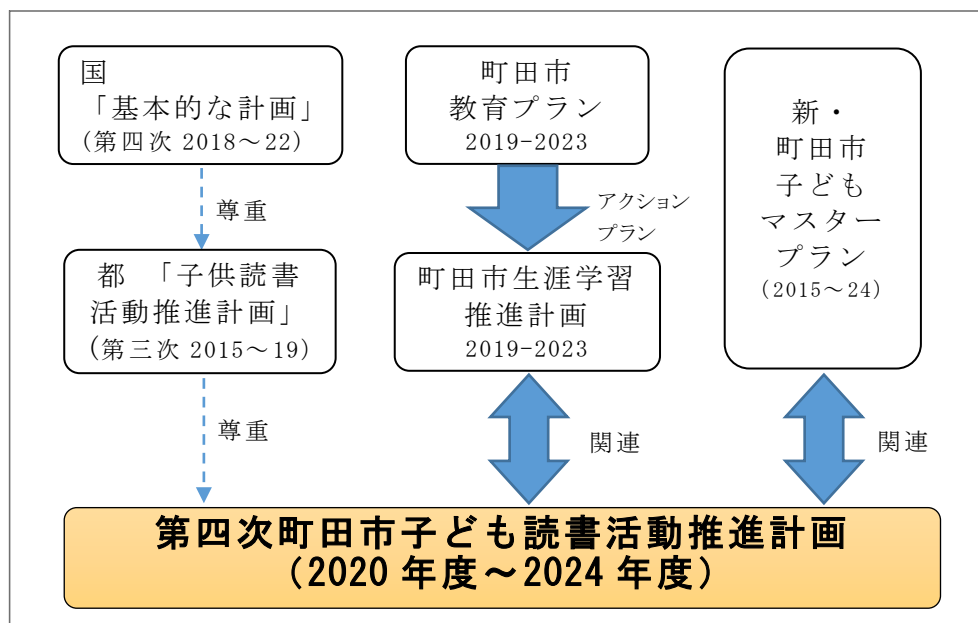 国
「基本的な計画」
(第四次 2018～22)
尊重
都 「子供読書
活動推進計画」
(第三次 2015～19)
尊重
町田市
教育プラン
2019-2023
アクション
プラン
町田市生涯学習
推進計画
2019-2023
関連
新・
町田市
子ども
マスター
プラン
(2015～24)
関連
第四次町田市子ども読書活動推進計画
（2020 年度～2024 年度）